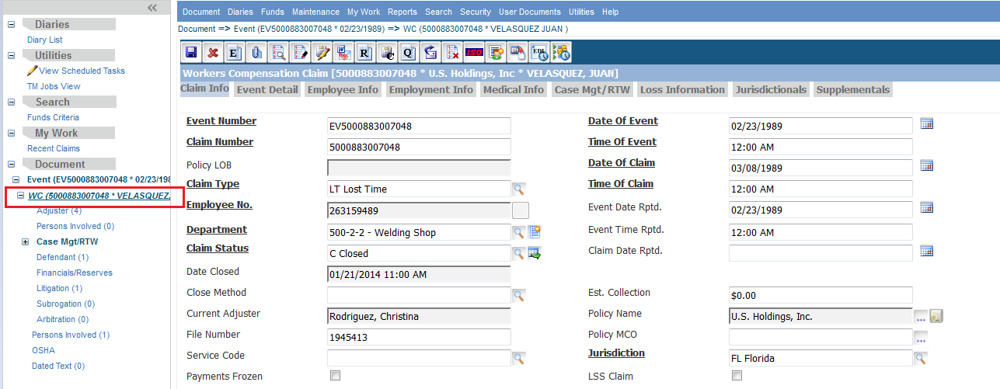 Diaries
Diary List
Utilities
View Scheduled Tasks
TM Jobs View
Search
Funds Criteria
My Work
Recent Claims
Document
Event (EV5000883007048 * 02/23/198
WC (5000883007048 * VELASQUEZ,
Adjuster (4)
Persons Involved (0)
Case Mgt/RTW
Defendant (1)
Financials/Reserves
Litigation (1)
Subrogation (0)
Arbitration (0)
Persons Involved (1)
OSHA
Dated Text (0)
Document Diaries Funds Maintenance My Work Reports Search Security User Documents Utilities Help
Document => Event (EV5000883007048 * 02/23/1989) => WC (5000883007048 * VELASQUEZ JUAN )
E R C Q ISO EDI
Workers Compensation Claim [5000883007048 * U.S. Holdings, Inc * VELASQUEZ, JUAN]
Claim Info Event Detail Employee Info Employment Info Medical Info Case Mgt/RTW Loss Information Jurisdictionals Supplementals
Event Number EV5000883007048 Date Of Event 02/23/1989
Claim Number 5000883007048 Time Of Event 12:00 AM
Policy LOB Date Of Claim 03/08/1989
Claim Type LT Lost Time Time Of Claim 12:00 AM
Employee No. 263159489 Event Date Rptd. 02/23/1989
Department 500-2-2 - Welding Shop Event Time Rptd. 12:00 AM
Claim Status C Closed Claim Date Rptd.
Date Closed 01/21/2014 11:00 AM
Close Method Est. Collection $0.00
Current Adjuster Rodriguez, Christina Policy Name U.S. Holdings, Inc. ...
File Number 1945413 Policy MCO ...
Service Code Jurisdiction FL Florida
Payments Frozen LSS Claim